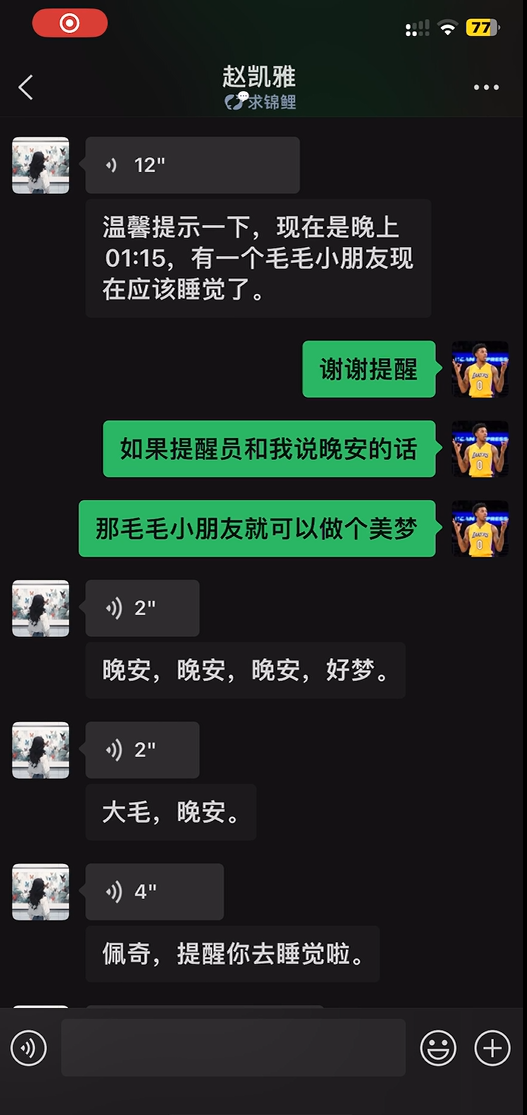 77
赵凯雅
求锦鲤
12"
温馨提示一下，现在是晚上
01:15，有一个毛毛小朋友现
在应该睡觉了。
谢谢提醒
如果提醒员和我说晚安的话
那毛毛小朋友就可以做个美梦
2"
晚安，晚安，晚安，好梦。
2"
大毛，晚安。
4"
佩奇，提醒你去睡觉啦。